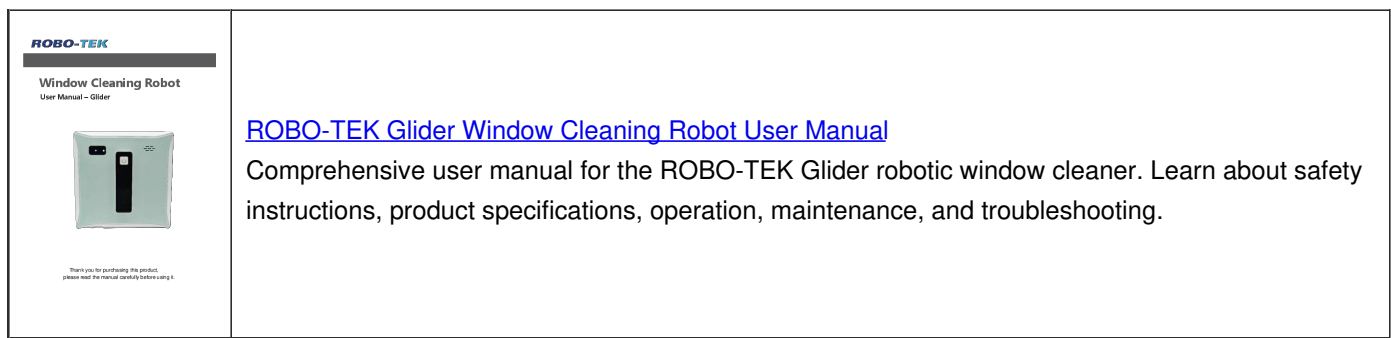 ROBO-TEK
Window Cleaning Robot
User Manual – Glider
Thank you for purchasing this product,
please read the manual carefully before using it.
ROBO-TEK Glider Window Cleaning Robot User Manual
Comprehensive user manual for the ROBO-TEK Glider robotic window cleaner. Learn about safety
instructions, product specifications, operation, maintenance, and troubleshooting.